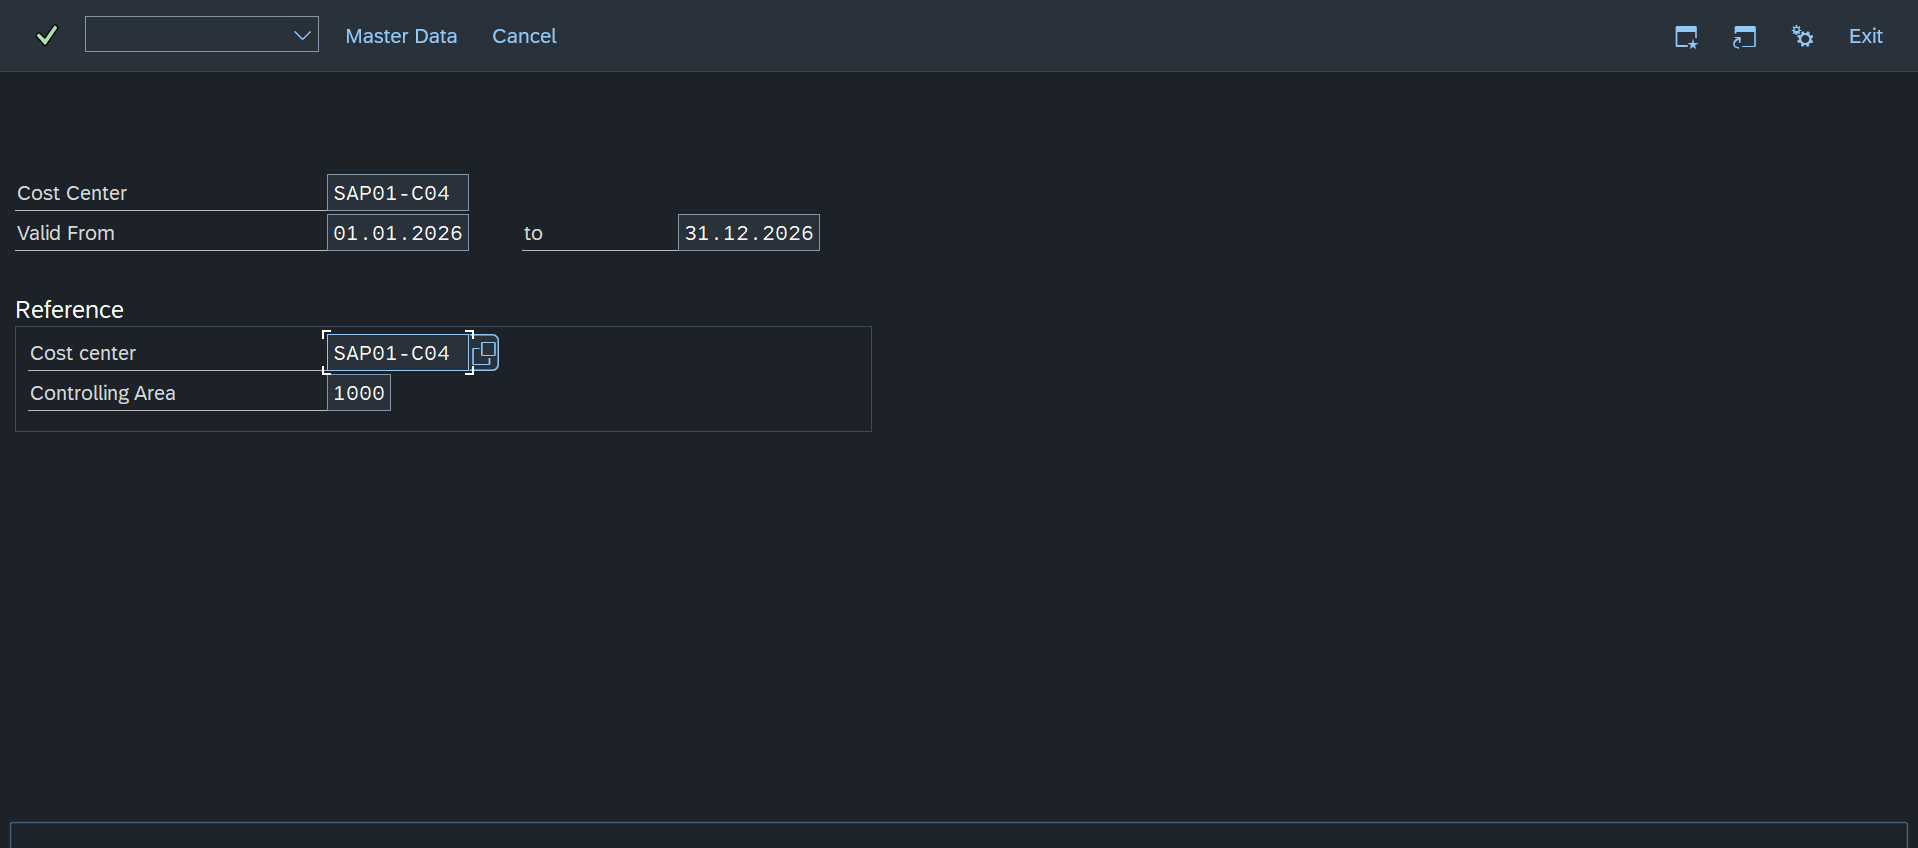 Master Data Cancel Exit
Cost Center SAP01-C04
Valid From 01.01.2026 to 31.12.2026
Reference
Cost center SAP01-C04
Controlling Area 1000